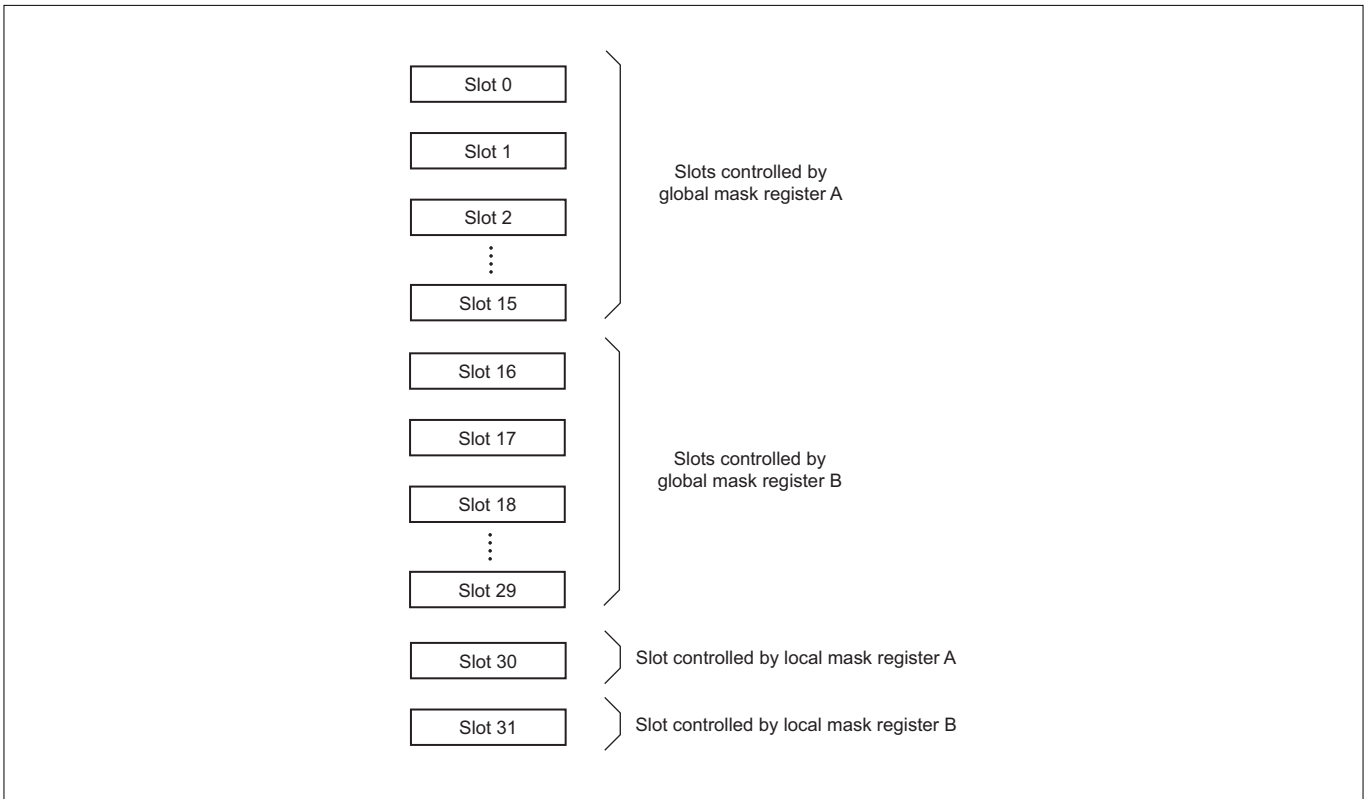 Slot 0
Slot 1
Slot 2
Slot 15
Slots controlled by
global mask register A
Slot 16
Slot 17
Slot 18
Slot 29
Slots controlled by
global mask register B
Slot 30
Slot controlled by local mask register A
Slot 31
Slot controlled by local mask register B